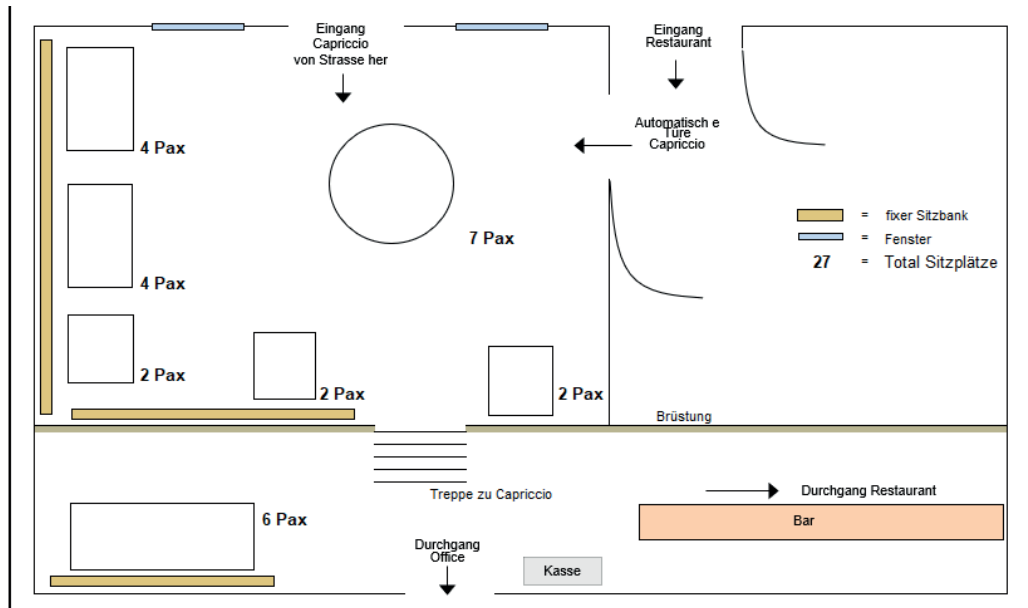 Eingang
Capriccio
von Strasse her
Eingang
Restaurant
Automatisch e
Türe
Capriccio
4 Pax
7 Pax
= fixer Sitzbank
= Fenster
27 = Total Sitzplätze
4 Pax
2 Pax
2 Pax
2 Pax
Brüstung
Treppe zu Capriccio
Durchgang Restaurant
6 Pax
Bar
Durchgang
Office
Kasse